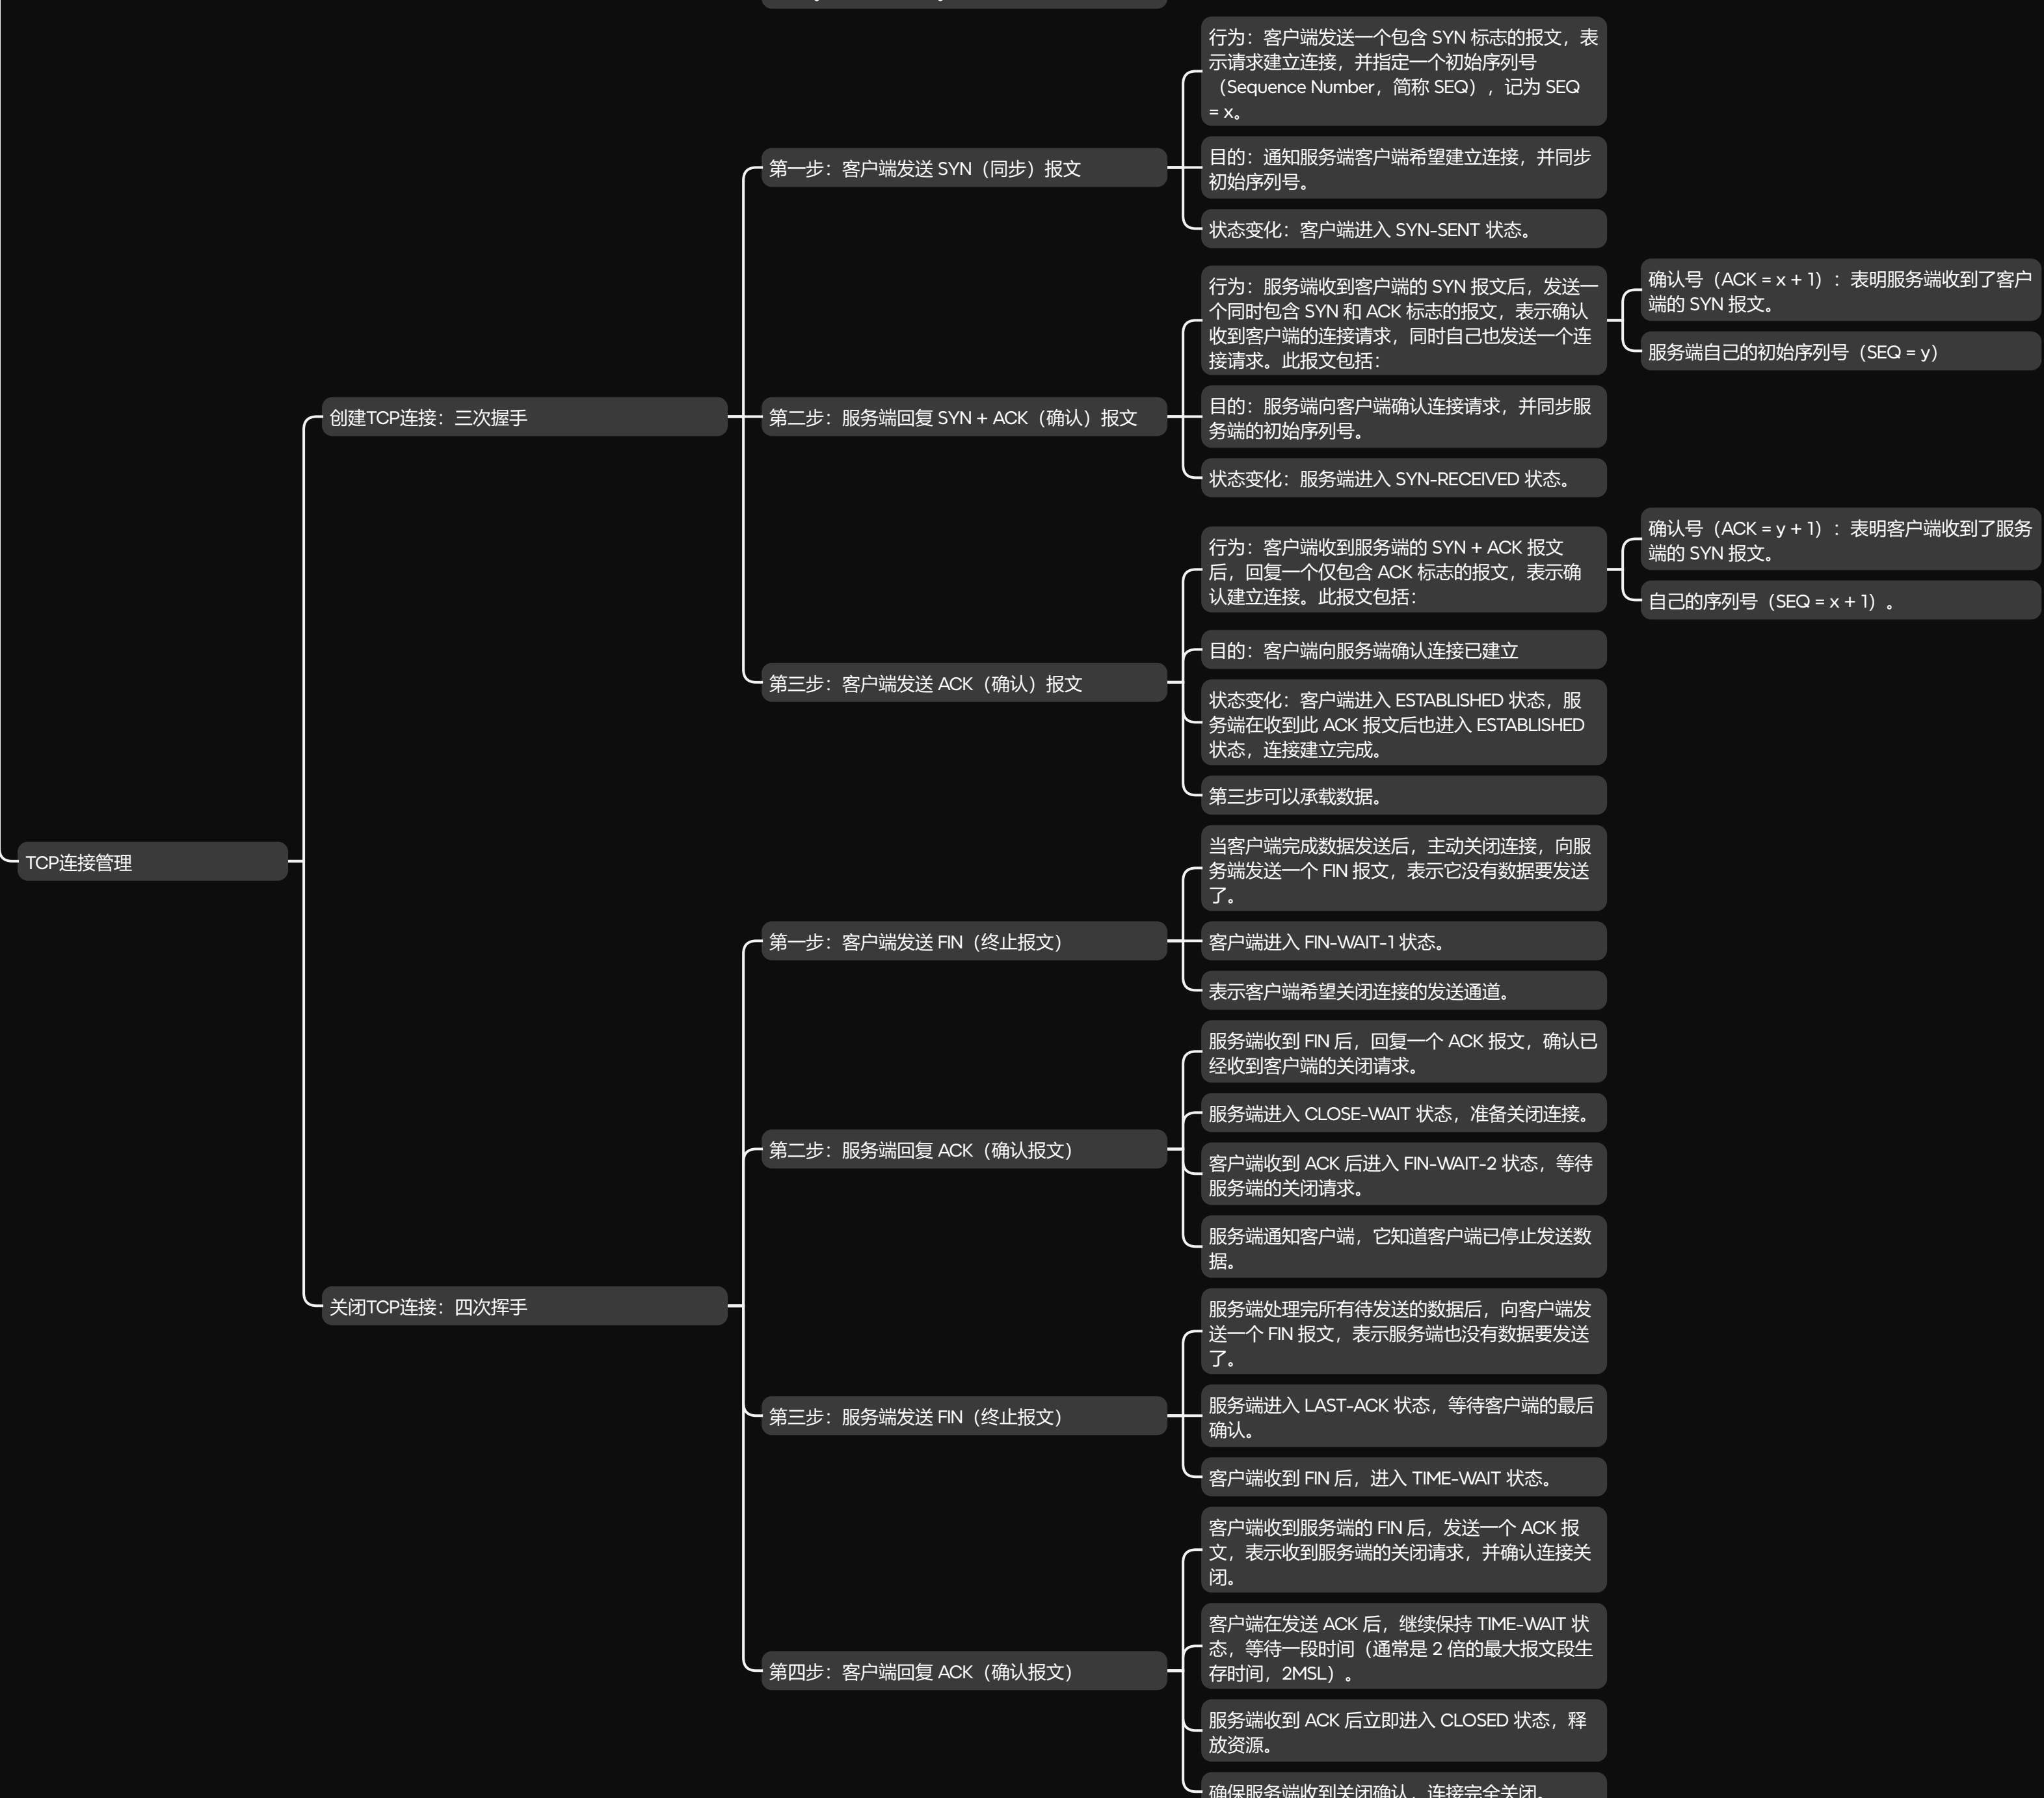 行为：客户端发送一个包含 SYN 标志的报文，表
示请求建立连接，并指定一个初始序列号
（Sequence Number，简称 SEQ），记为 SEQ
= x。
第一步：客户端发送 SYN（同步）报文
目的：通知服务端客户端希望建立连接，并同步
初始序列号。
状态变化：客户端进入 SYN-SENT 状态。
行为：服务端收到客户端的 SYN 报文后，发送一
个同时包含 SYN 和 ACK 标志的报文，表示确认
收到客户端的连接请求，同时自己也发送一个连
接请求。此报文包括：
确认号（ACK = x + 1）：表明服务端收到了客户
端的 SYN 报文。
服务端自己的初始序列号（SEQ = y）
创建TCP连接：三次握手
第二步：服务端回复 SYN + ACK（确认）报文
目的：服务端向客户端确认连接请求，并同步服
务端的初始序列号。
状态变化：服务端进入 SYN-RECEIVED 状态。
行为：客户端收到服务端的 SYN + ACK 报文
后，回复一个仅包含 ACK 标志的报文，表示确
认建立连接。此报文包括：
确认号（ACK = y + 1）：表明客户端收到了服务
端的 SYN 报文。
自己的序列号（SEQ = x + 1）。
第三步：客户端发送 ACK（确认）报文
目的：客户端向服务端确认连接已建立
状态变化：客户端进入 ESTABLISHED 状态，服
务端在收到此 ACK 报文后也进入 ESTABLISHED
状态，连接建立完成。
第三步可以承载数据。
TCP连接管理
当客户端完成数据发送后，主动关闭连接，向服
务端发送一个 FIN 报文，表示它没有数据要发送
了。
第一步：客户端发送 FIN（终止报文）
客户端进入 FIN-WAIT-1 状态。
表示客户端希望关闭连接的发送通道。
服务端收到 FIN 后，回复一个 ACK 报文，确认已
经收到客户端的关闭请求。
第二步：服务端回复 ACK（确认报文）
服务端进入 CLOSE-WAIT 状态，准备关闭连接。
客户端收到 ACK 后进入 FIN-WAIT-2 状态，等待
服务端的关闭请求。
服务端通知客户端，它知道客户端已停止发送数
据。
关闭TCP连接：四次挥手
服务端处理完所有待发送的数据后，向客户端发
送一个 FIN 报文，表示服务端也没有数据要发送
了。
第三步：服务端发送 FIN（终止报文）
服务端进入 LAST-ACK 状态，等待客户端的最后
确认。
客户端收到 FIN 后，进入 TIME-WAIT 状态。
客户端收到服务端的 FIN 后，发送一个 ACK 报
文，表示收到服务端的关闭请求，并确认连接关
闭。
第四步：客户端回复 ACK（确认报文）
客户端在发送 ACK 后，继续保持 TIME-WAIT 状
态，等待一段时间（通常是 2 倍的最大报文段生
存时间，2MSL）。
服务端收到 ACK 后立即进入 CLOSED 状态，释
放资源。
确保服务端收到关闭确认，连接完全关闭。